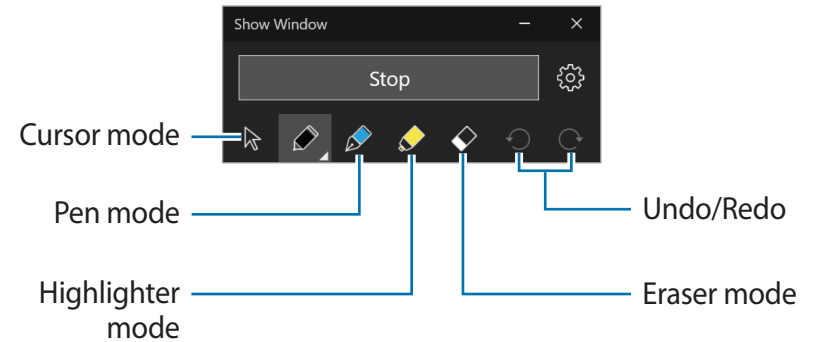 Show Window
Stop
Cursor mode
Pen mode
Undo/Redo
Highlighter
mode
Eraser mode